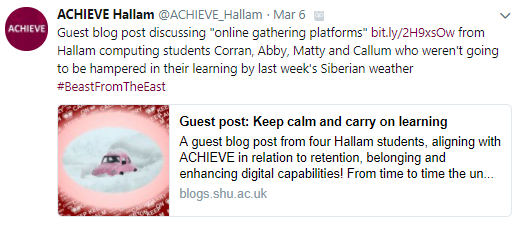 ACHIEVE Hallam @ACHIEVE_Hallam · Mar 6
ACHIEVE
Guest blog post discussing "online gathering platforms" bit.ly/2H9xsOw from
Hallam computing students Corran, Abby, Matty and Callum who weren't going
to be hampered in their learning by last week's Siberian weather
#BeastFromTheEast
Guest post: Keep calm and carry on learning
A guest blog post from four Hallam students, aligning with
ACHIEVE in relation to retention, belonging and
enhancing digital capabilities! From time to time the un...
blogs.shu.ac.uk